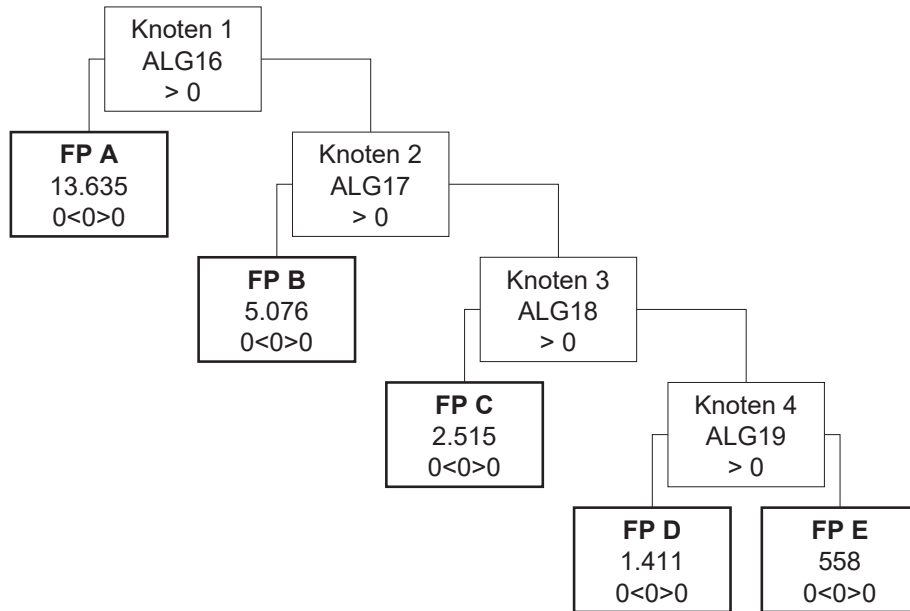 Knoten 1
ALG16
> 0
FP A
13.635
0<0>0
Knoten 2
ALG17
> 0
FP B
5.076
0<0>0
Knoten 3
ALG18
> 0
FP C
2.515
0<0>0
Knoten 4
ALG19
> 0
FP D
1.411
0<0>0
FP E
558
0<0>0